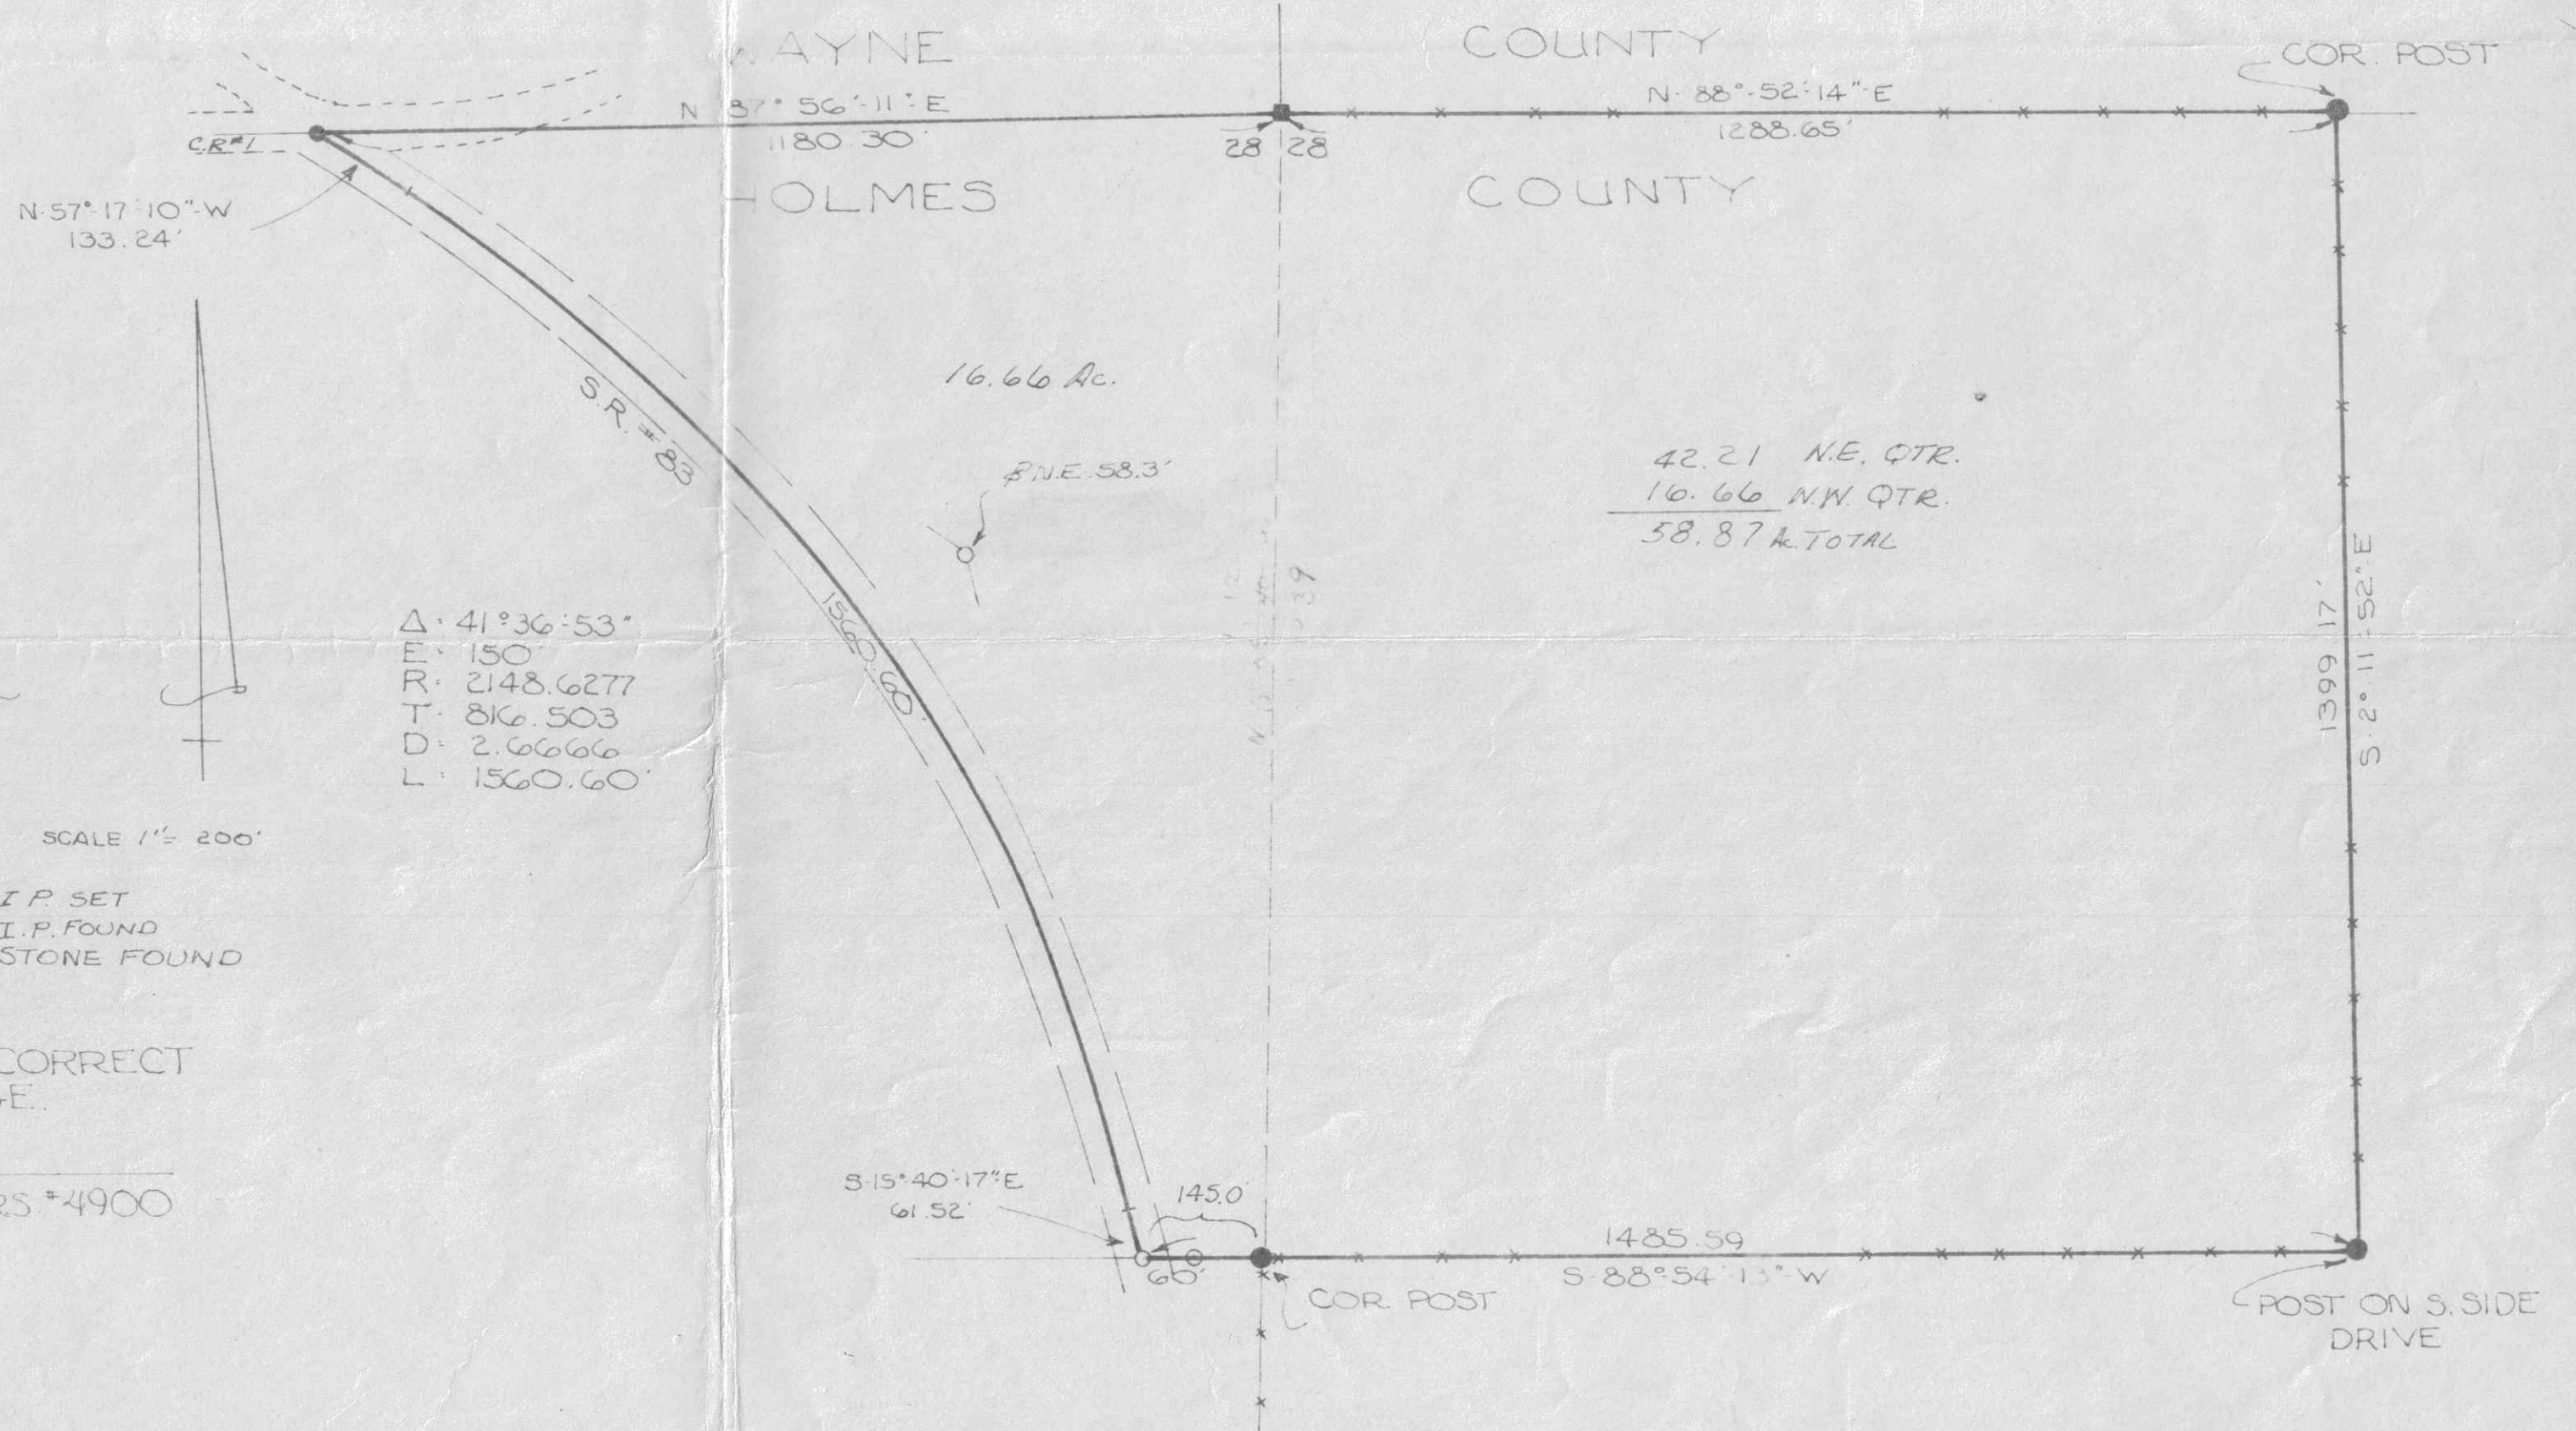 WAYNE COUNTY
COR. POST
N 87° 56' 11" E
1180.30'
N-88°-52'-14"-E
1288.65'
C.R.#1
28 28
HOLMES COUNTY
N-57°-17'-10"-W
133.24'
16.66 Ac.
S.R. #83
N.E. 58.3'
42.21 N.E. QTR.
16.66 N.W. QTR.
58.87 Ac. TOTAL
1399.17'
S-2°-11'-52"-E
39
1560.60'
Δ: 41°36'-53"
E: 150'
R: 2148.6277
T: 816.503
D: 2.6666
L: 1560.60'
SCALE 1"= 200'
I.P. SET
I.P. FOUND
STONE FOUND
CORRECT
#4900
S-15°-40'-17"-E
61.52'
145.0'
60'
1485.59
S-88°-54'-13"-W
COR. POST
POST ON S. SIDE
DRIVE